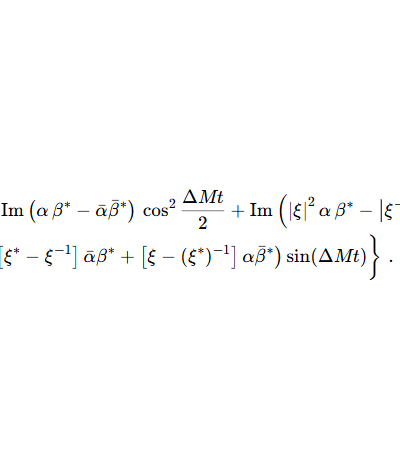 Im (α β* − ᾱβ̄*) cos² ΔMt/2 + Im (|ξ|² α β* − |ξ⁻
[ξ* − ξ⁻¹] ᾱβ* + [ξ − (ξ*)⁻¹] αβ̄*) sin(ΔMt)} .